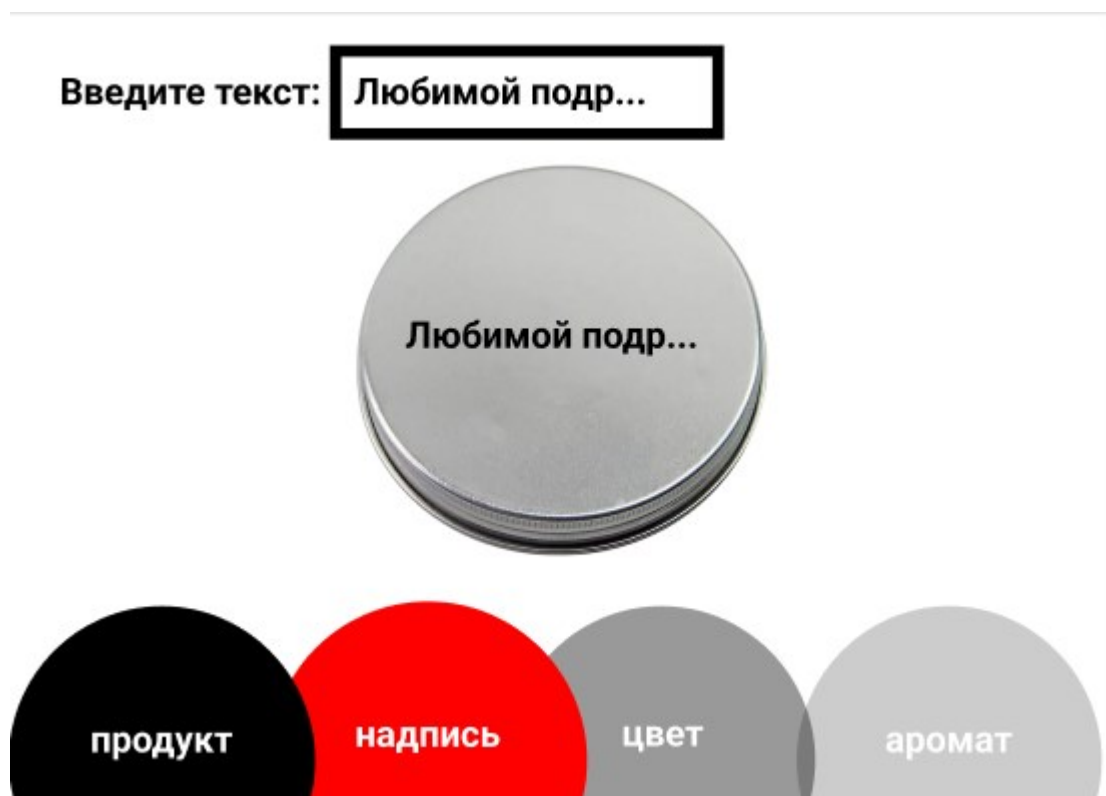 Введите текст: Любимой подр...
Любимой подр...
продукт надпись цвет аромат